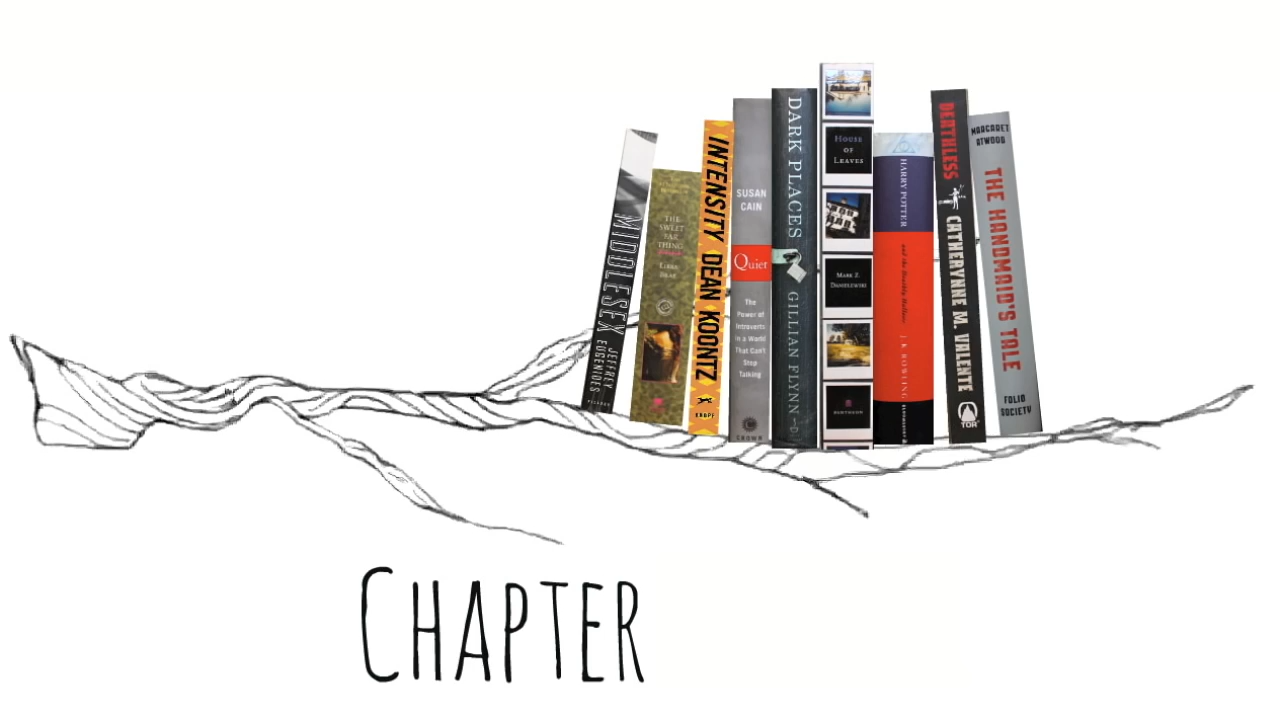 MIDDLESEX
JEFFREY
EUGENIDES
THE
SWEET
FAR
THING
LIBBA
BRAY
INTENSITY DEAN KOONTZ
SUSAN
CAIN
Quiet
The
Power of
Introverts
in a World
That Can't
Stop
Talking
CROWN
DARK PLACES
GILLIAN FLYNN
HOUSE
OF
LEAVES
MARK Z.
DANIELEWSKI
PANTHEON
HARRY POTTER
and the Deathly Hallows
J.K. ROWLING
BLOOMSBURY
DEATHLESS
CATHERYNNE M. VALENTE
TOR
MARGARET
ATWOOD
THE HANDMAID'S TALE
FOLIO
SOCIETY
CHAPTER